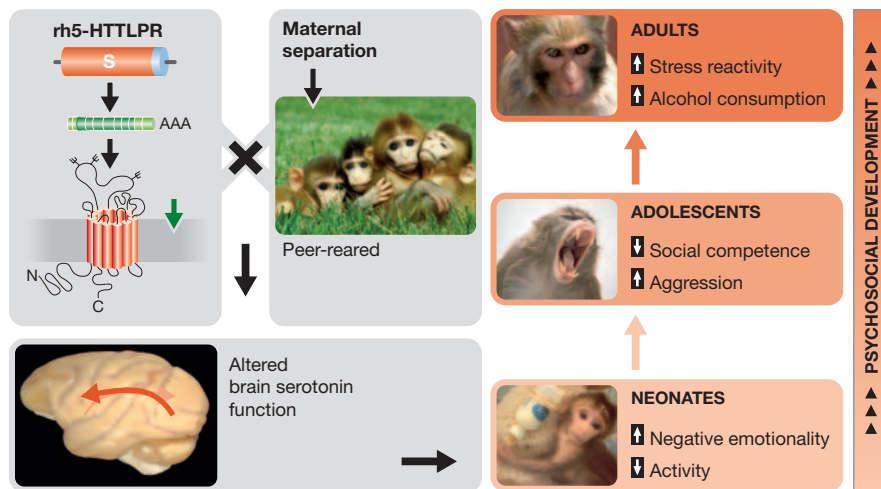 rh5-HTTLPR
S
AAA
N
C
Maternal
separation
Peer-reared
Altered
brain serotonin
function
ADULTS
Stress reactivity
Alcohol consumption
ADOLESCENTS
Social competence
Aggression
NEONATES
Negative emotionality
Activity
PSYCHOSOCIAL DEVELOPMENT